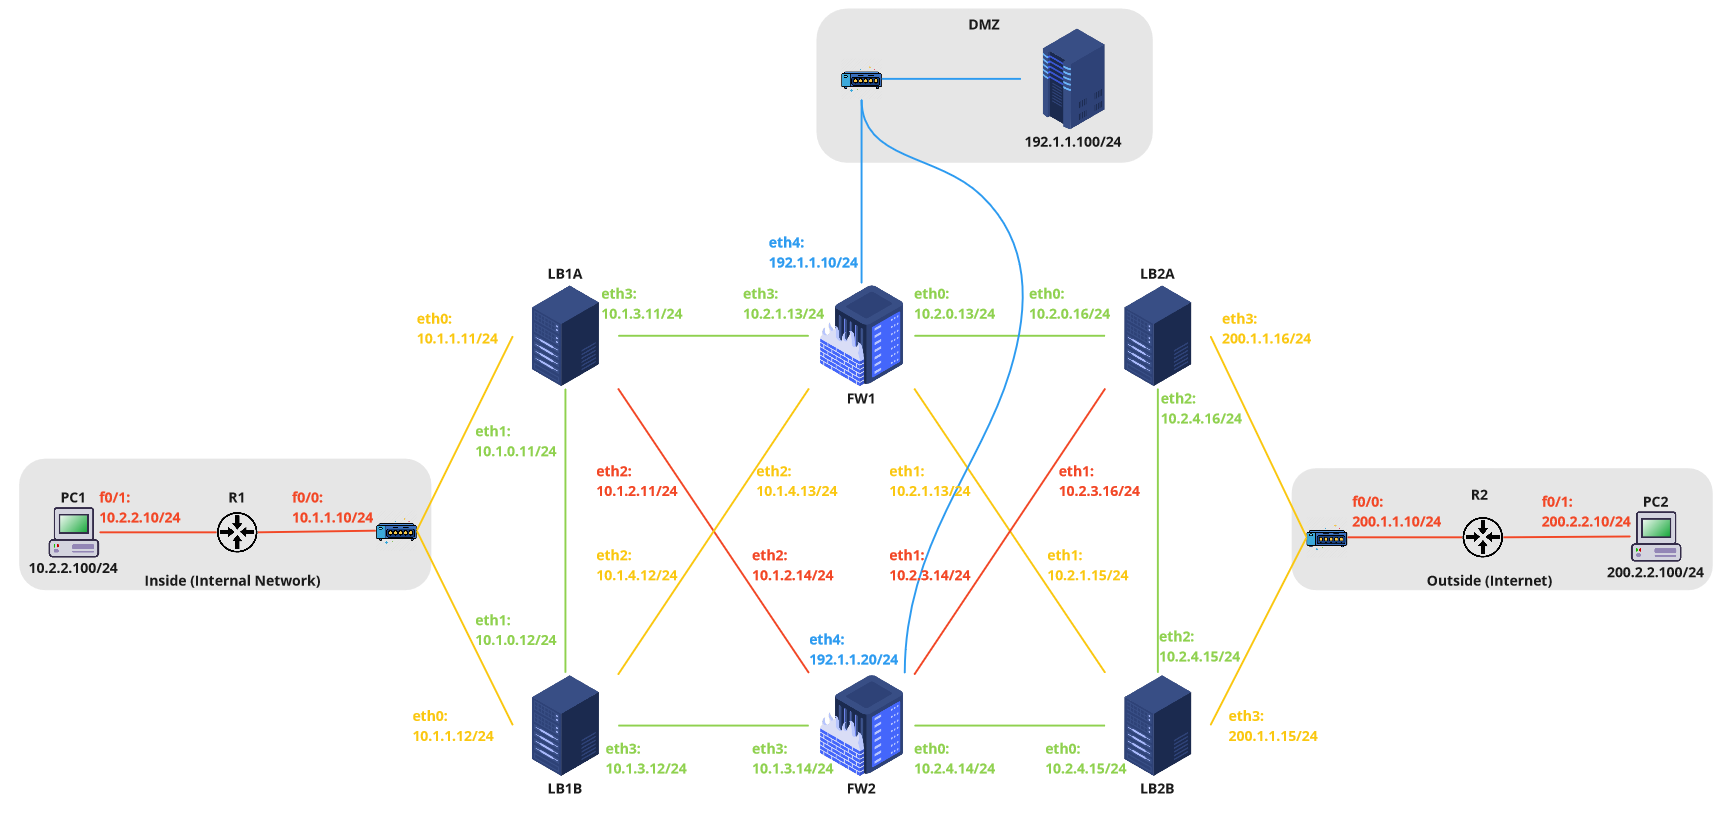 DMZ
192.1.1.100/24
eth4:
192.1.1.10/24
LB1A
LB2A
eth3:
10.1.3.11/24
eth3:
10.2.1.13/24
eth0:
10.2.0.13/24
eth0:
10.2.0.16/24
eth0:
10.1.1.11/24
eth3:
200.1.1.16/24
FW1
eth2:
10.2.4.16/24
eth1:
10.1.0.11/24
eth2:
10.1.2.11/24
eth2:
10.1.4.13/24
eth1:
10.2.1.13/24
eth1:
10.2.3.16/24
PC1
f0/1:
10.2.2.10/24
R1
f0/0:
10.1.1.10/24
10.2.2.100/24
Inside (Internal Network)
f0/0:
200.1.1.10/24
R2
f0/1:
200.2.2.10/24
PC2
200.2.2.100/24
Outside (Internet)
eth2:
10.1.4.12/24
eth2:
10.1.2.14/24
eth1:
10.2.3.14/24
eth1:
10.2.1.15/24
eth1:
10.1.0.12/24
eth4:
192.1.1.20/24
eth2:
10.2.4.15/24
eth0:
10.1.1.12/24
eth3:
200.1.1.15/24
eth3:
10.1.3.12/24
eth3:
10.1.3.14/24
eth0:
10.2.4.14/24
eth0:
10.2.4.15/24
LB1B
FW2
LB2B